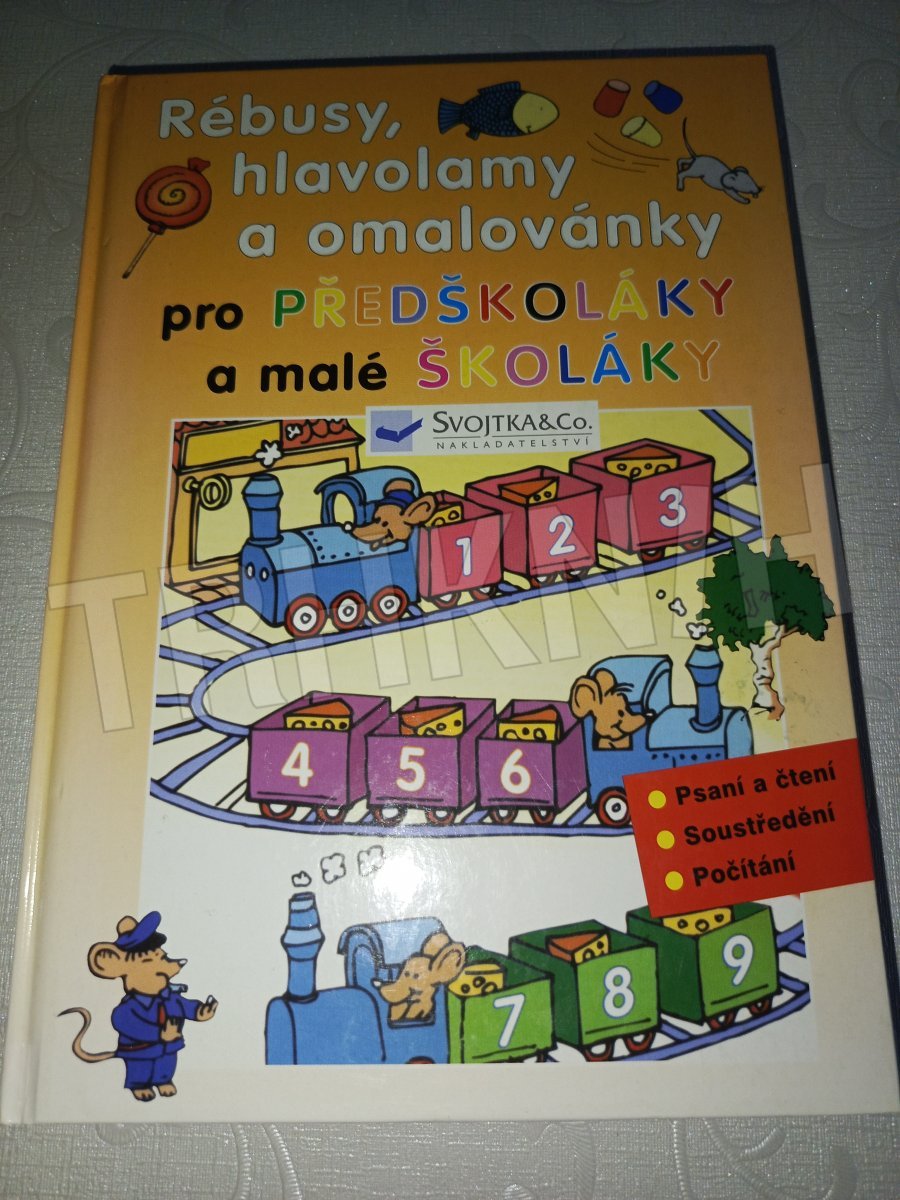 Rébusy,
hlavolamy
a omalovánky
pro PŘEDŠKOLÁKY
a malé ŠKOLÁKY
SVOJTKA&CO.
NAKLADATELSTVÍ
1 2 3
4 5 6
Psaní a čtení
Soustředění
Počítání
7 8 9
TRHKNIH